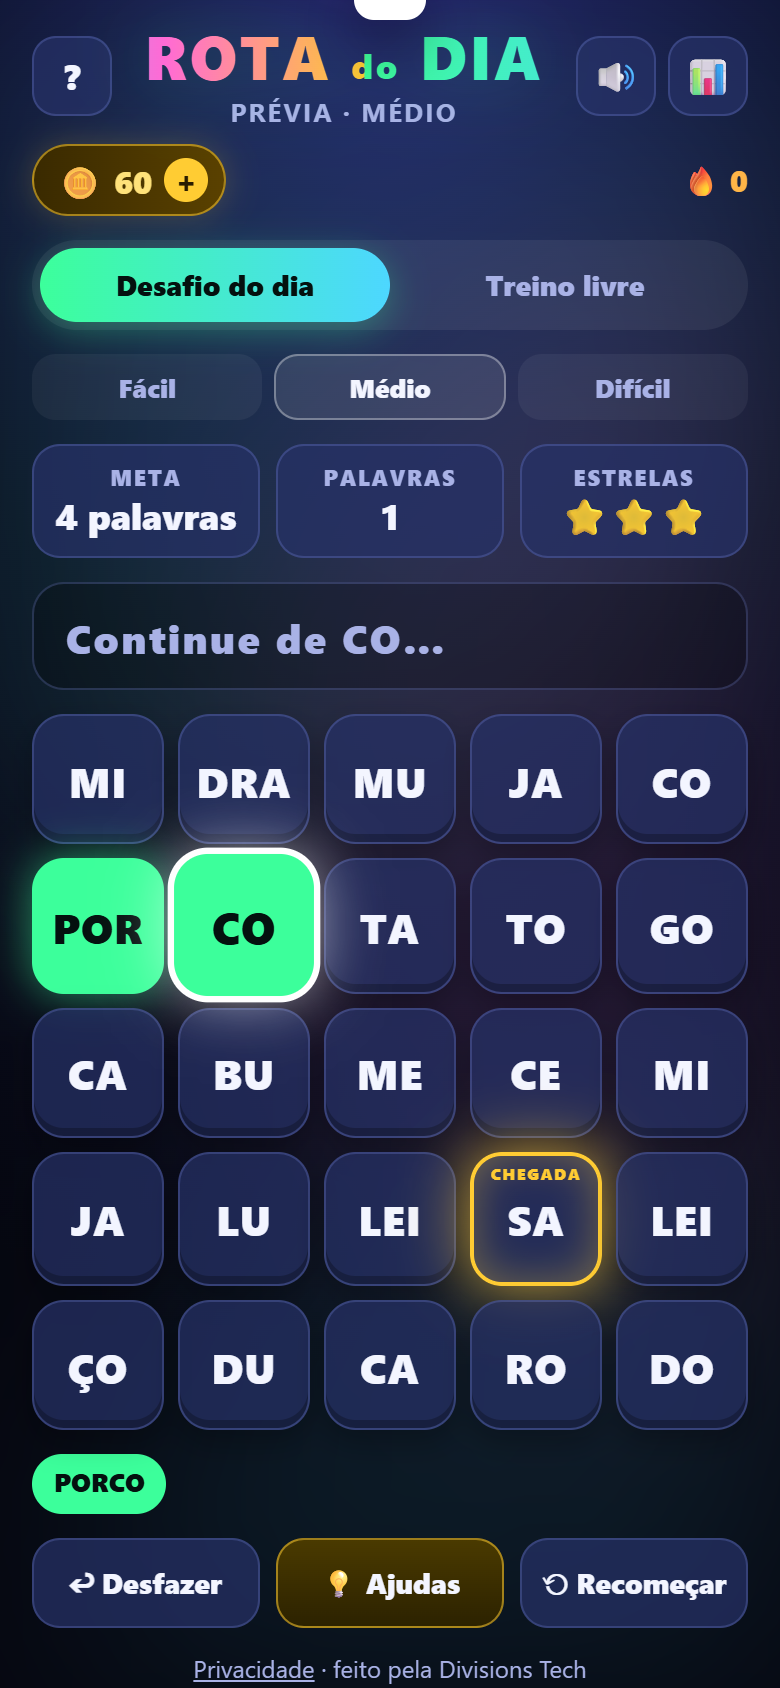 ?
ROTA do DIA
PRÉVIA · MÉDIO
60 +
0
Desafio do dia
Treino livre
Fácil
Médio
Difícil
META
4 palavras
PALAVRAS
1
ESTRELAS
Continue de CO...
MI DRA MU JA CO
POR CO TA TO GO
CA BU ME CE MI
CHEGADA
JA LU LEI SA LEI
ÇO DU CA RO DO
PORCO
Desfazer
Ajudas
Recomeçar
Privacidade · feito pela Divisions Tech